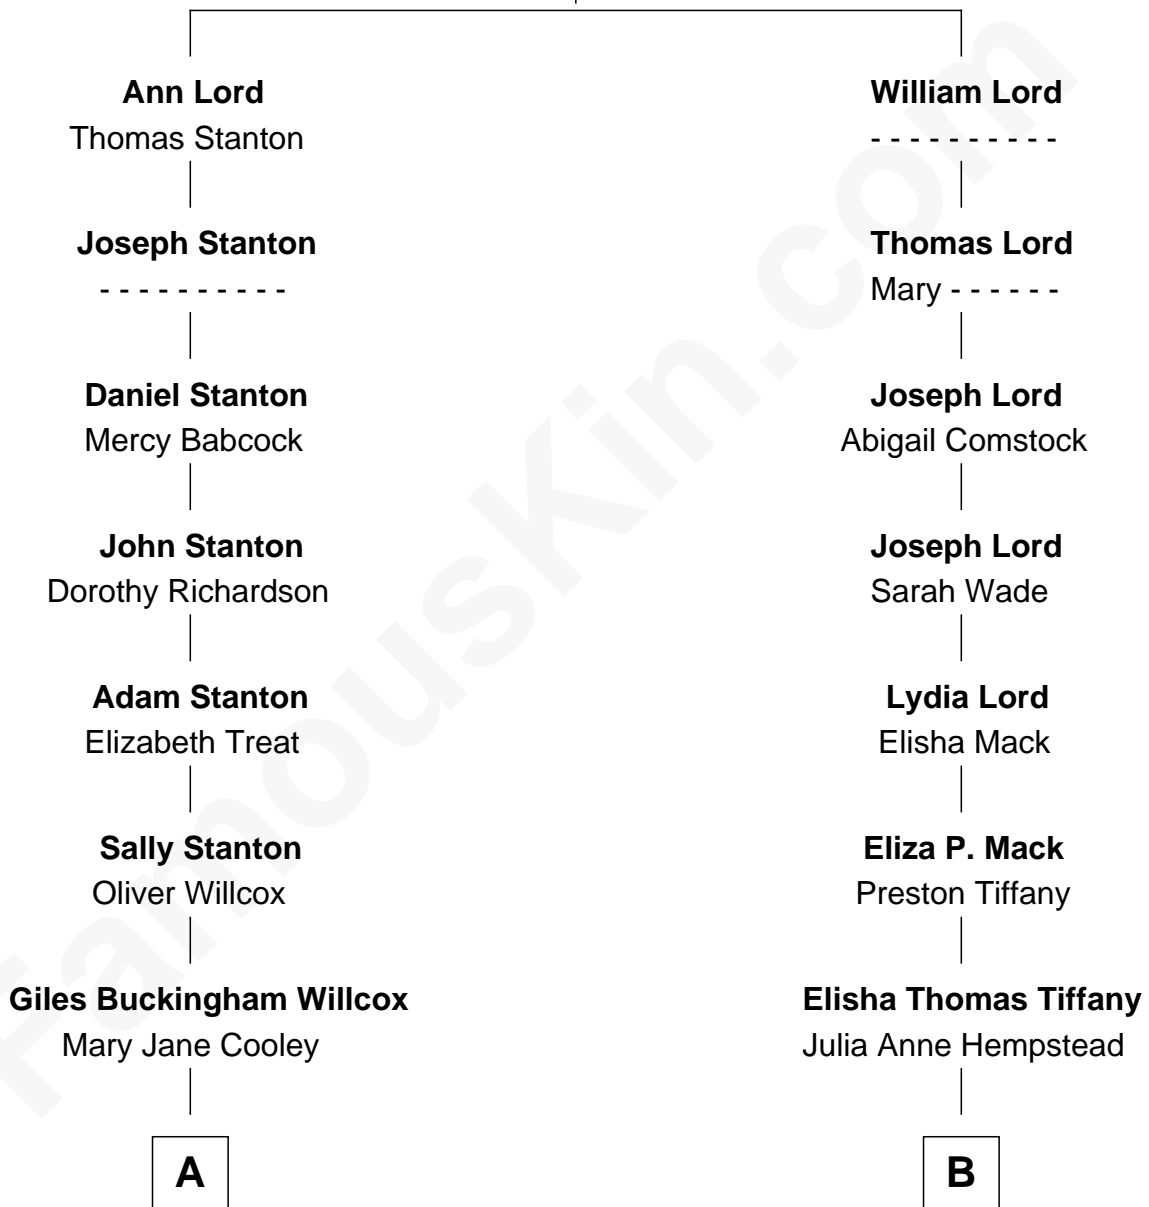 Ann Lord
Thomas Stanton
Joseph Stanton
- - - - - - - - - -
Daniel Stanton
Mercy Babcock
John Stanton
Dorothy Richardson
Adam Stanton
Elizabeth Treat
Sally Stanton
Oliver Willcox
Giles Buckingham Willcox
Mary Jane Cooley
A
William Lord
- - - - - - - - - -
Thomas Lord
Mary - - - - - -
Joseph Lord
Abigail Comstock
Joseph Lord
Sarah Wade
Lydia Lord
Elisha Mack
Eliza P. Mack
Preston Tiffany
Elisha Thomas Tiffany
Julia Anne Hempstead
B
FamousKin.com